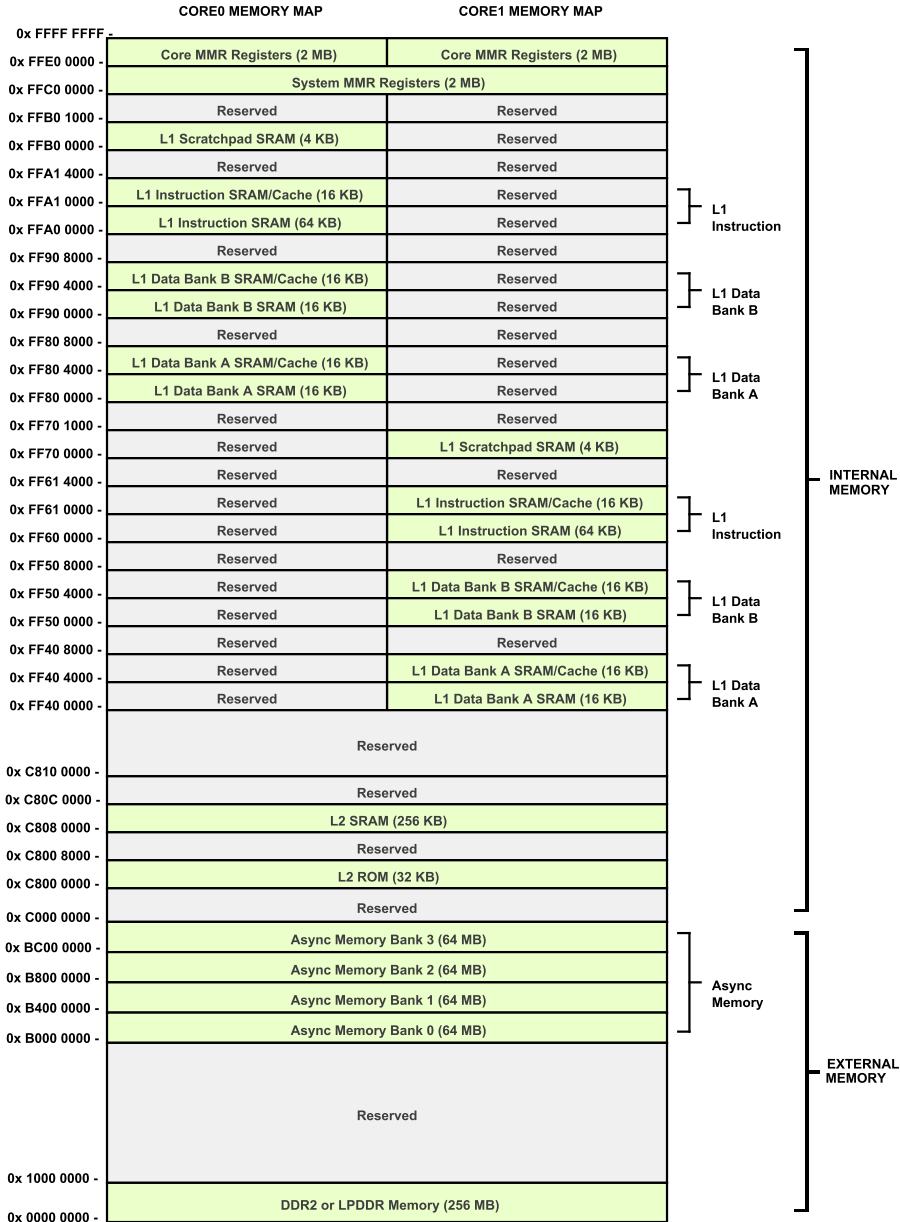 CORE0 MEMORY MAP CORE1 MEMORY MAP
0x FFFF FFFF -
Core MMR Registers (2 MB) Core MMR Registers (2 MB)
0x FFE0 0000 -
System MMR Registers (2 MB)
0x FFC0 0000 -
Reserved Reserved
0x FFB0 1000 -
L1 Scratchpad SRAM (4 KB) Reserved
0x FFB0 0000 -
Reserved Reserved
0x FFA1 4000 -
L1 Instruction SRAM/Cache (16 KB) Reserved
0x FFA1 0000 -
L1
Instruction
L1 Instruction SRAM (64 KB) Reserved
0x FFA0 0000 -
Reserved Reserved
0x FF90 8000 -
L1 Data Bank B SRAM/Cache (16 KB) Reserved
0x FF90 4000 -
L1 Data
Bank B
L1 Data Bank B SRAM (16 KB) Reserved
0x FF90 0000 -
Reserved Reserved
0x FF80 8000 -
L1 Data Bank A SRAM/Cache (16 KB) Reserved
0x FF80 4000 -
L1 Data
Bank A
L1 Data Bank A SRAM (16 KB) Reserved
0x FF80 0000 -
Reserved Reserved
0x FF70 1000 -
Reserved L1 Scratchpad SRAM (4 KB)
0x FF70 0000 -
Reserved Reserved
0x FF61 4000 -
INTERNAL
MEMORY
Reserved L1 Instruction SRAM/Cache (16 KB)
0x FF61 0000 -
L1
Instruction
Reserved L1 Instruction SRAM (64 KB)
0x FF60 0000 -
Reserved Reserved
0x FF50 8000 -
Reserved L1 Data Bank B SRAM/Cache (16 KB)
0x FF50 4000 -
L1 Data
Bank B
Reserved L1 Data Bank B SRAM (16 KB)
0x FF50 0000 -
Reserved Reserved
0x FF40 8000 -
Reserved L1 Data Bank A SRAM/Cache (16 KB)
0x FF40 4000 -
L1 Data
Bank A
Reserved L1 Data Bank A SRAM (16 KB)
0x FF40 0000 -
Reserved
0x C810 0000 -
Reserved
0x C80C 0000 -
L2 SRAM (256 KB)
0x C808 0000 -
Reserved
0x C800 8000 -
L2 ROM (32 KB)
0x C800 0000 -
Reserved
0x C000 0000 -
Async Memory Bank 3 (64 MB)
0x BC00 0000 -
Async Memory Bank 2 (64 MB)
0x B800 0000 -
Async
Memory
Async Memory Bank 1 (64 MB)
0x B400 0000 -
Async Memory Bank 0 (64 MB)
0x B000 0000 -
EXTERNAL
MEMORY
Reserved
0x 1000 0000 -
DDR2 or LPDDR Memory (256 MB)
0x 0000 0000 -